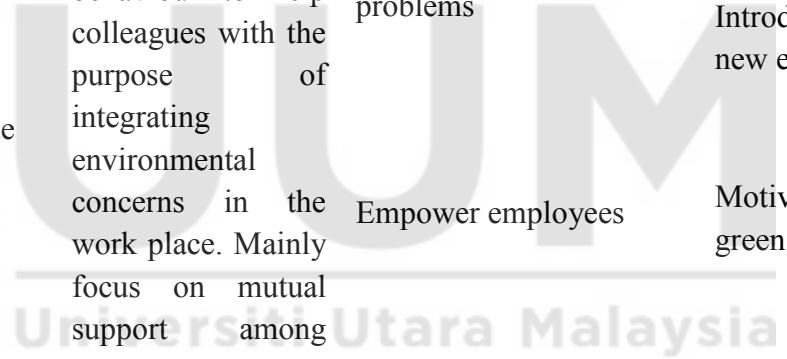 colleagues with the
purpose of
integrating
environmental
concerns in the
work place. Mainly
focus on mutual
support among
problems
Empower employees
new
green
UUM
Universiti Utara Malaysia